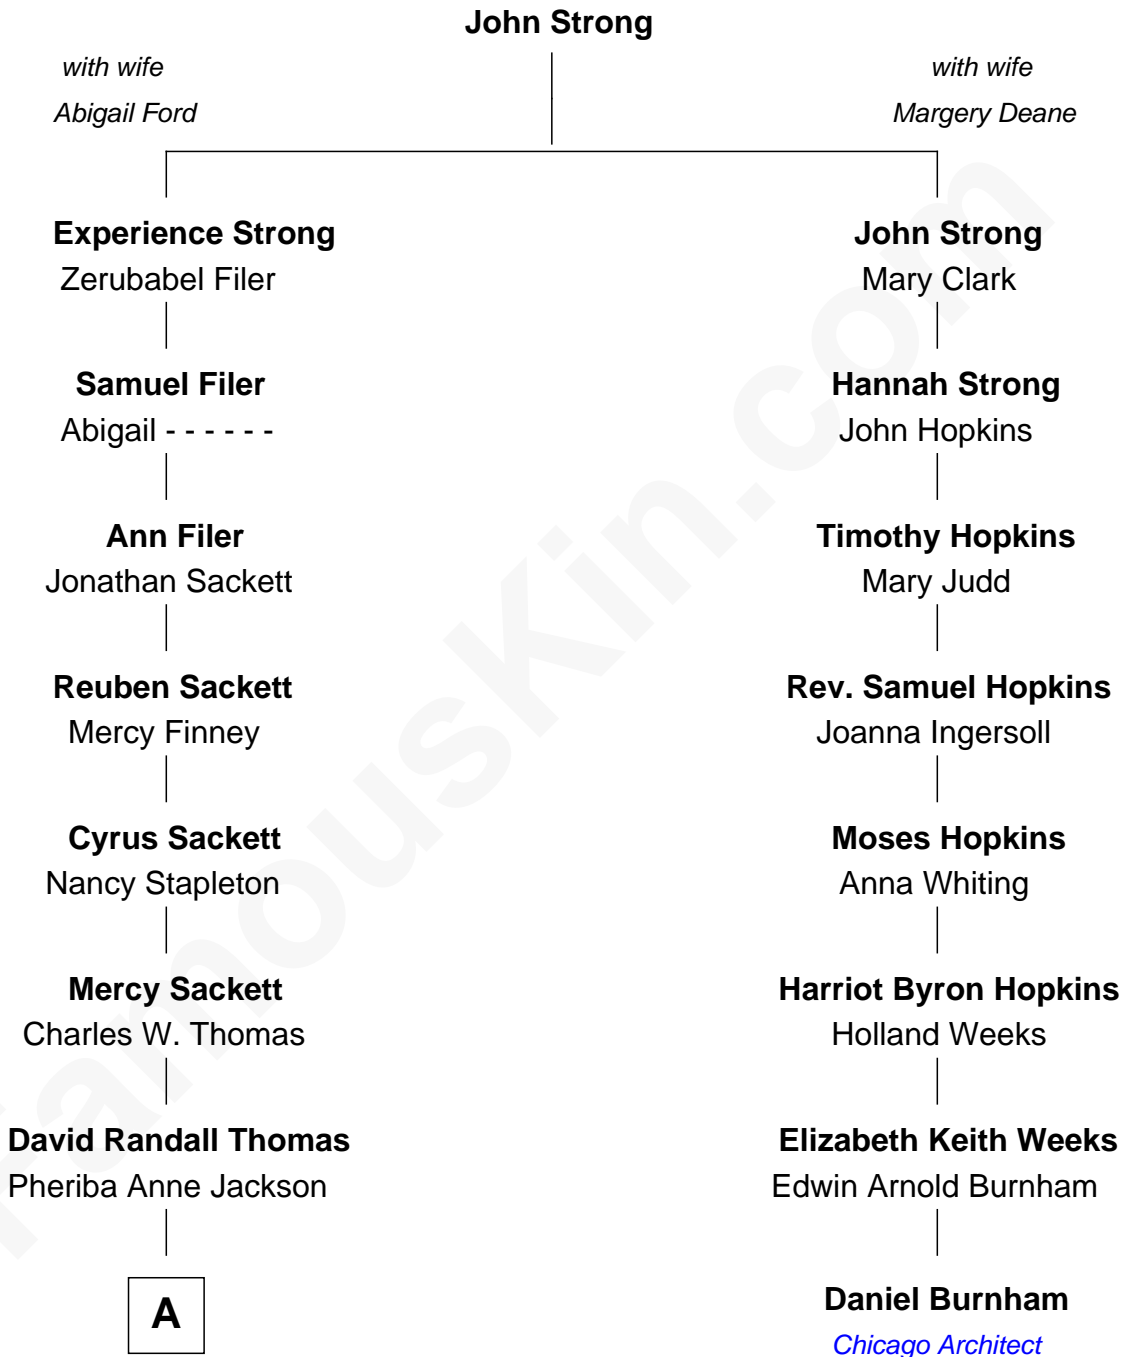 John Strong
with wife
Abigail Ford
with wife
Margery Deane
Experience Strong
Zerubabel Filer
John Strong
Mary Clark
Samuel Filer
Abigail - - - - - -
Hannah Strong
John Hopkins
Ann Filer
Jonathan Sackett
Timothy Hopkins
Mary Judd
Reuben Sackett
Mercy Finney
Rev. Samuel Hopkins
Joanna Ingersoll
Cyrus Sackett
Nancy Stapleton
Moses Hopkins
Anna Whiting
Mercy Sackett
Charles W. Thomas
Harriot Byron Hopkins
Holland Weeks
David Randall Thomas
Pheriba Anne Jackson
Elizabeth Keith Weeks
Edwin Arnold Burnham
A
Daniel Burnham
Chicago Architect
FamousKin.com